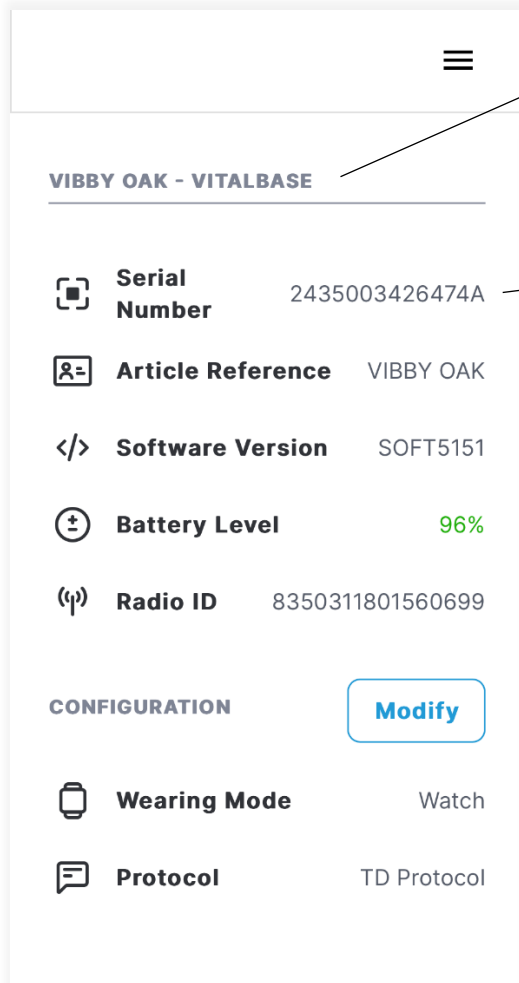 VIBBY OAK - VITALBASE
Serial
Number
2435003426474A
Article Reference VIBBY OAK
Software Version SOFT5151
Battery Level 96%
Radio ID 8350311801560699
CONFIGURATION Modify
Wearing Mode Watch
Protocol TD Protocol